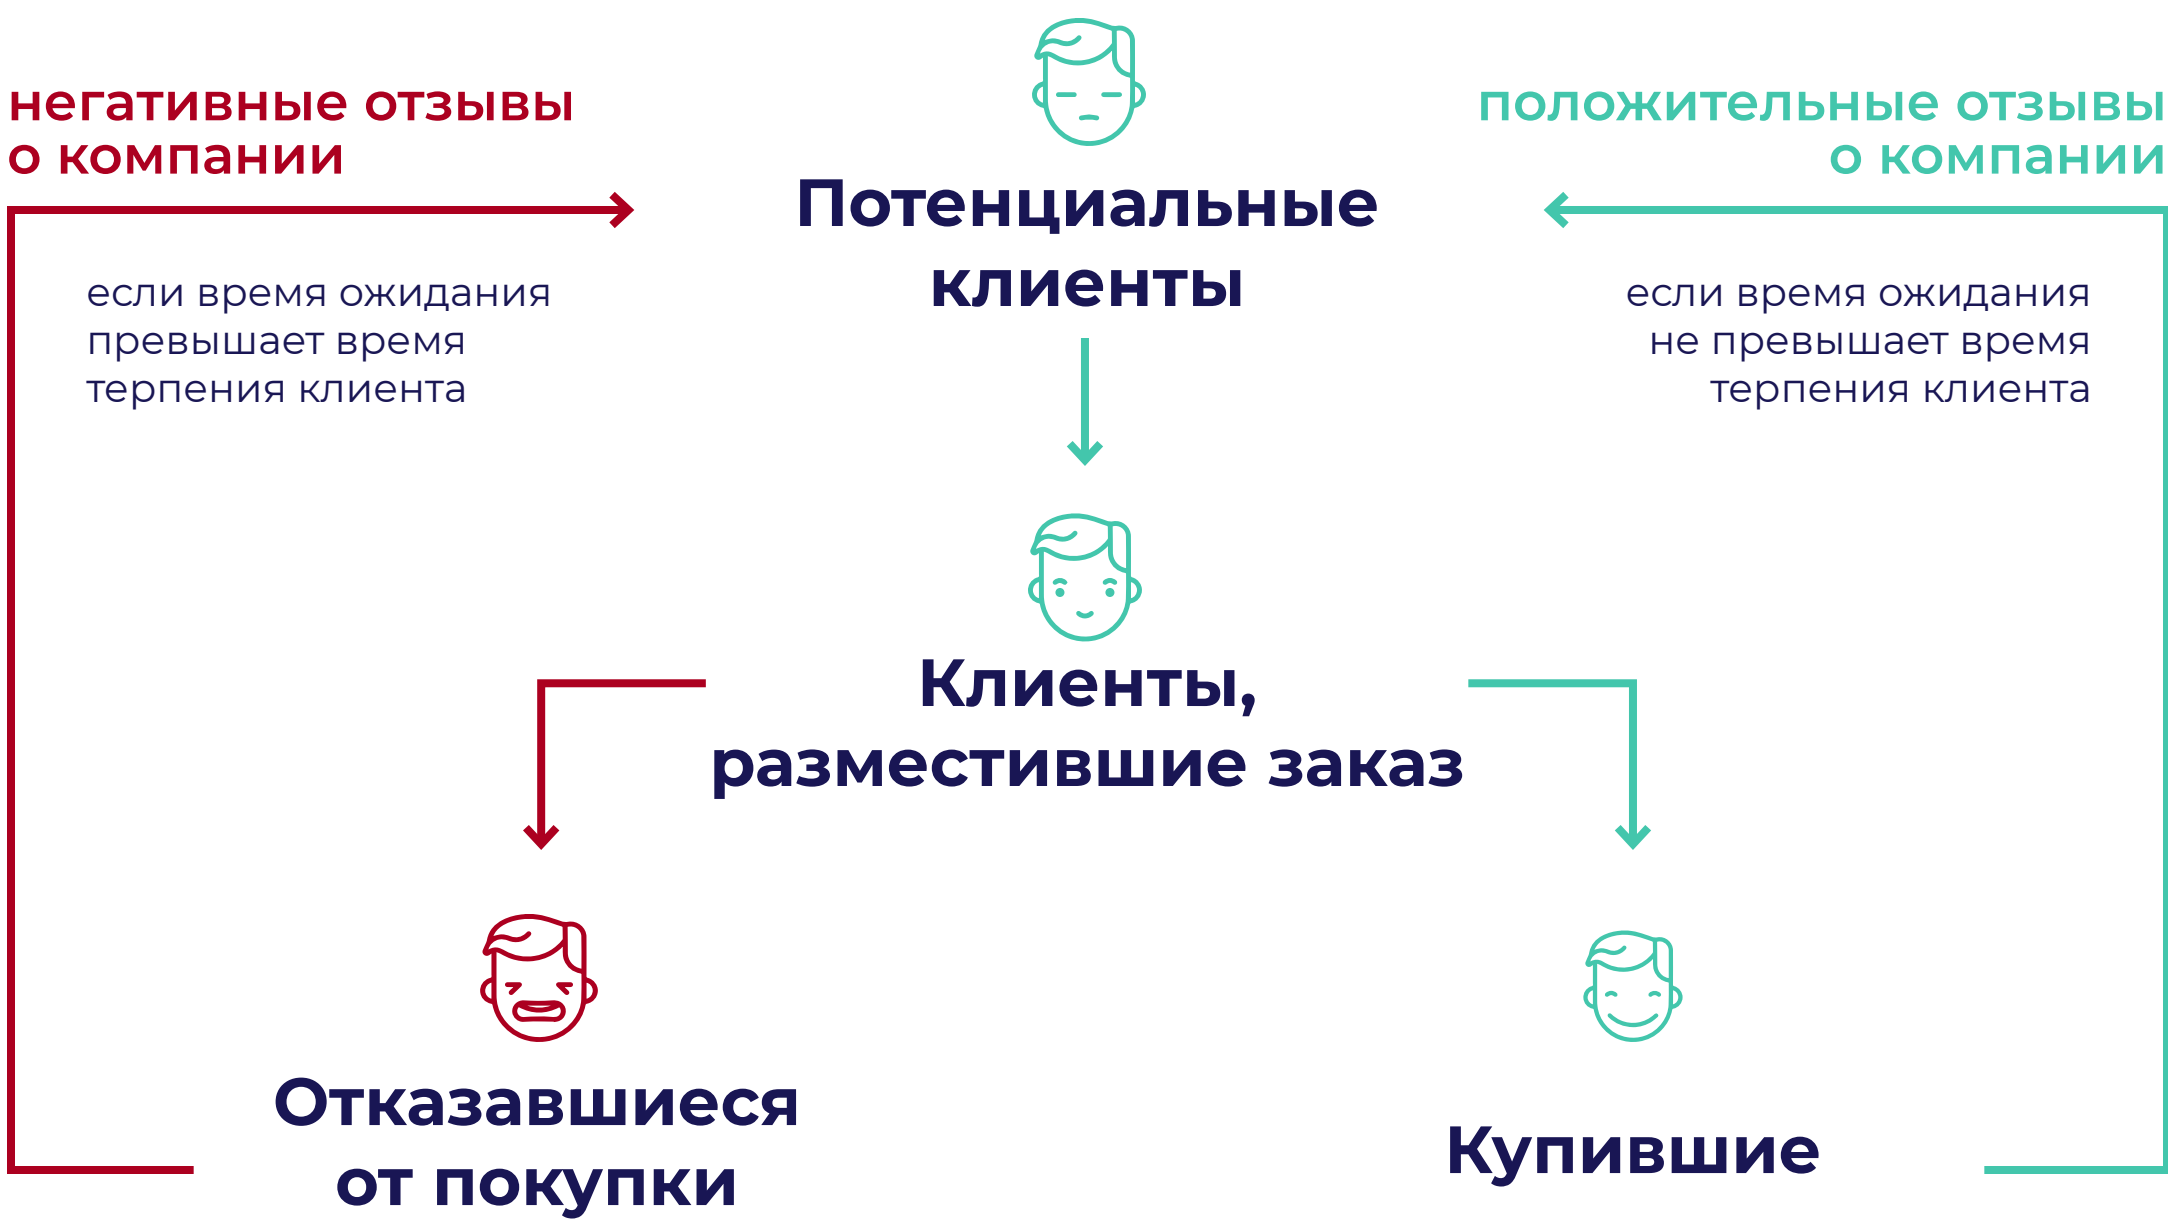 негативные отзывы
о компании
положительные отзывы
о компании
Потенциальные
клиенты
если время ожидания
превышает время
терпения клиента
если время ожидания
не превышает время
терпения клиента
Клиенты,
разместившие заказ
Отказавшиеся
от покупки
Купившие